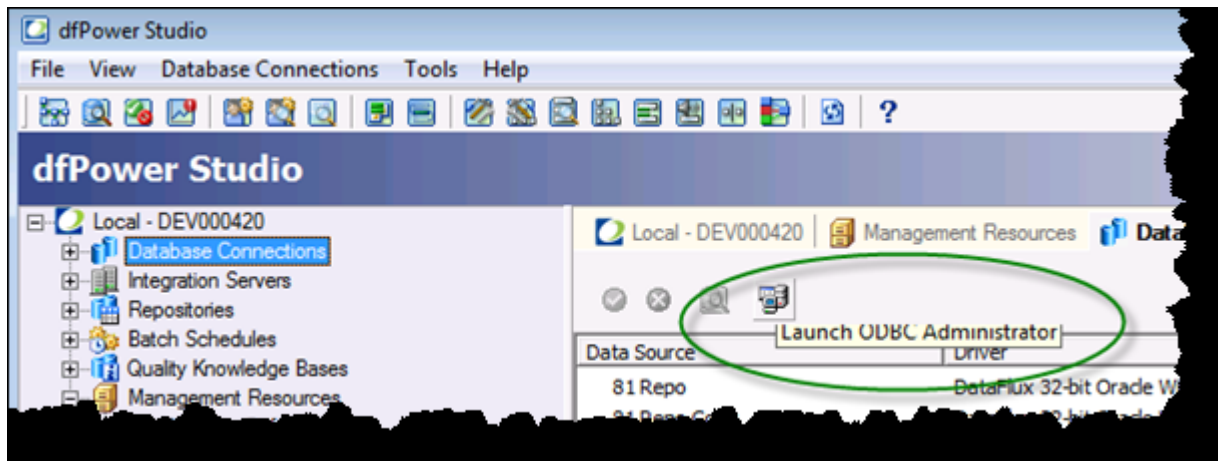 dfPower Studio
File View Database Connections Tools Help
?
dfPower Studio
Local - DEV000420
Database Connections
Integration Servers
Repositories
Batch Schedules
Quality Knowledge Bases
Management Resources
Local - DEV000420 Management Resources Data
Launch ODBC Administrator
Data Source Driver
81 Repo DataFlux 32-bit Oracle W